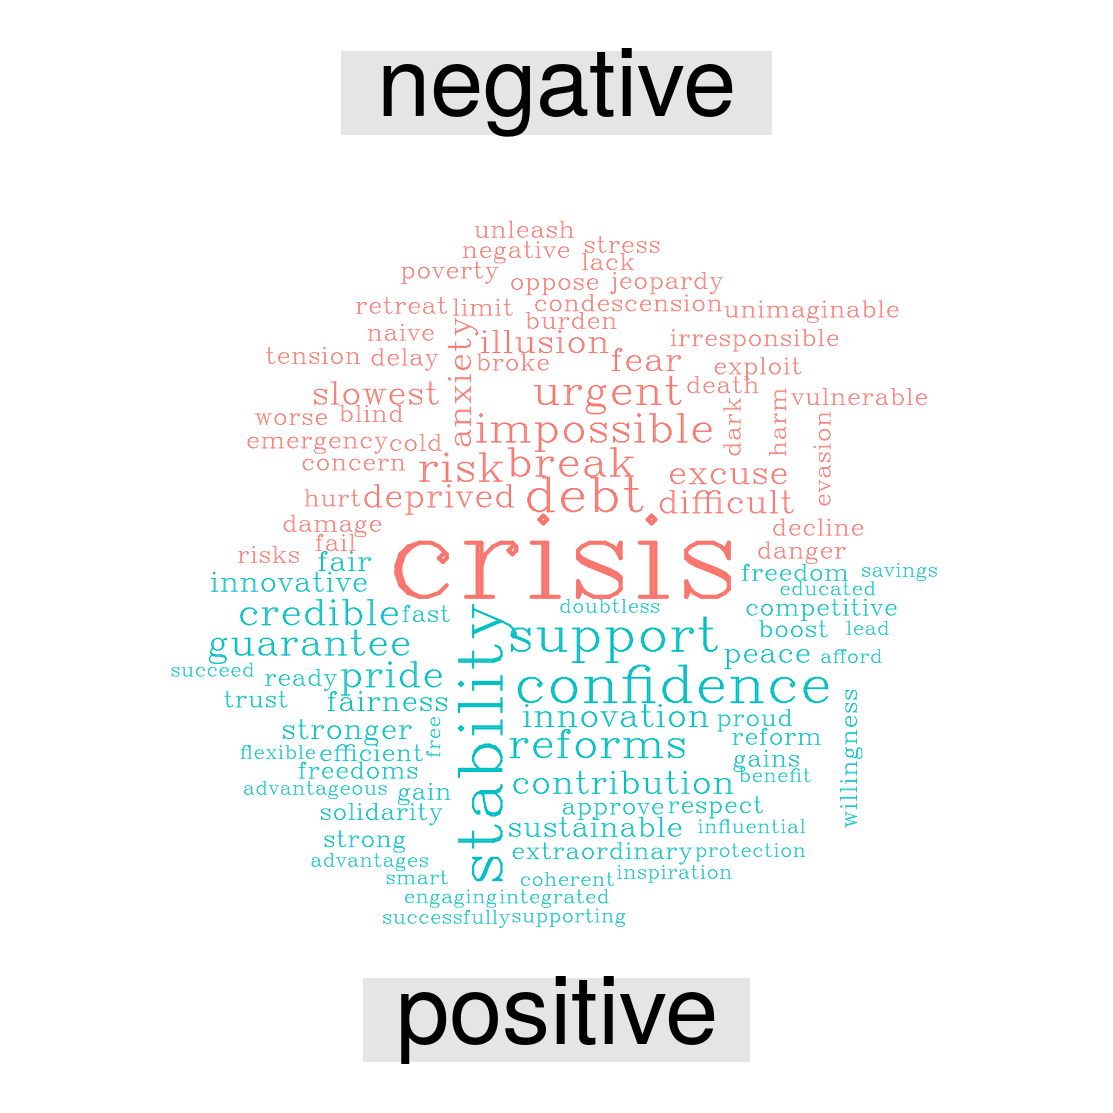 negative
unleash
negative stress
lack
poverty
oppose jeopardy
retreat limit condescension unimaginable
burden
naive illusion irresponsible
anxiety
tension delay broke fear exploit
slowest urgent death vulnerable
worse blind impossible dark harm
emergency cold evasion
concern risk break excuse
hurt deprived debt difficult
damage decline
fail crisis danger
risks
fair freedom savings
innovative educated
credible fast doubtless competitive
guarantee support boost lead
stability
peace afford
succeed ready pride confidence
trust fairness
willingness
stronger free innovation proud
flexible efficient reforms reform
gains
freedoms benefit
advantageous gain contribution
solidarity approve respect
strong sustainable influential
advantages extraordinary protection
smart coherent inspiration
engaging integrated
successfully supporting
positive